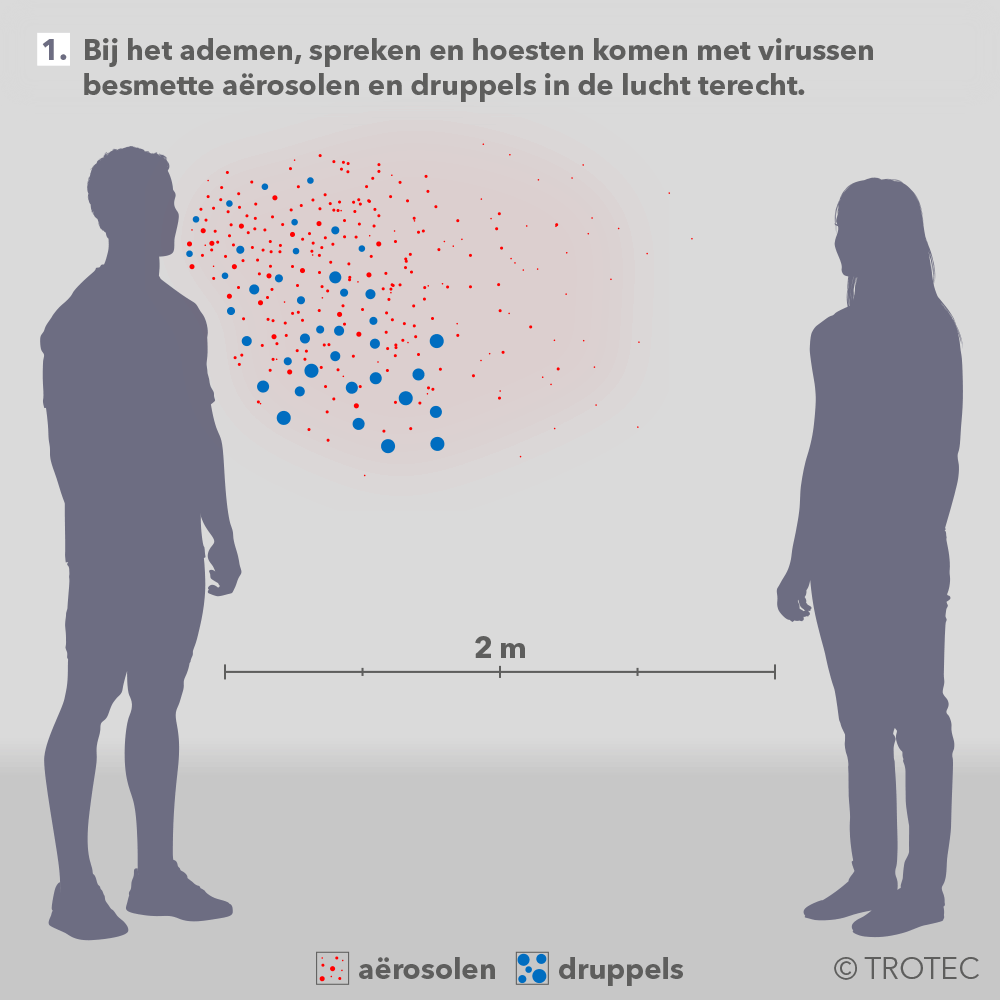 1. Bij het ademen, spreken en hoesten komen met virussen
besmette aërosolen en druppels in de lucht terecht.
2 m
aërosolen druppels © TROTEC